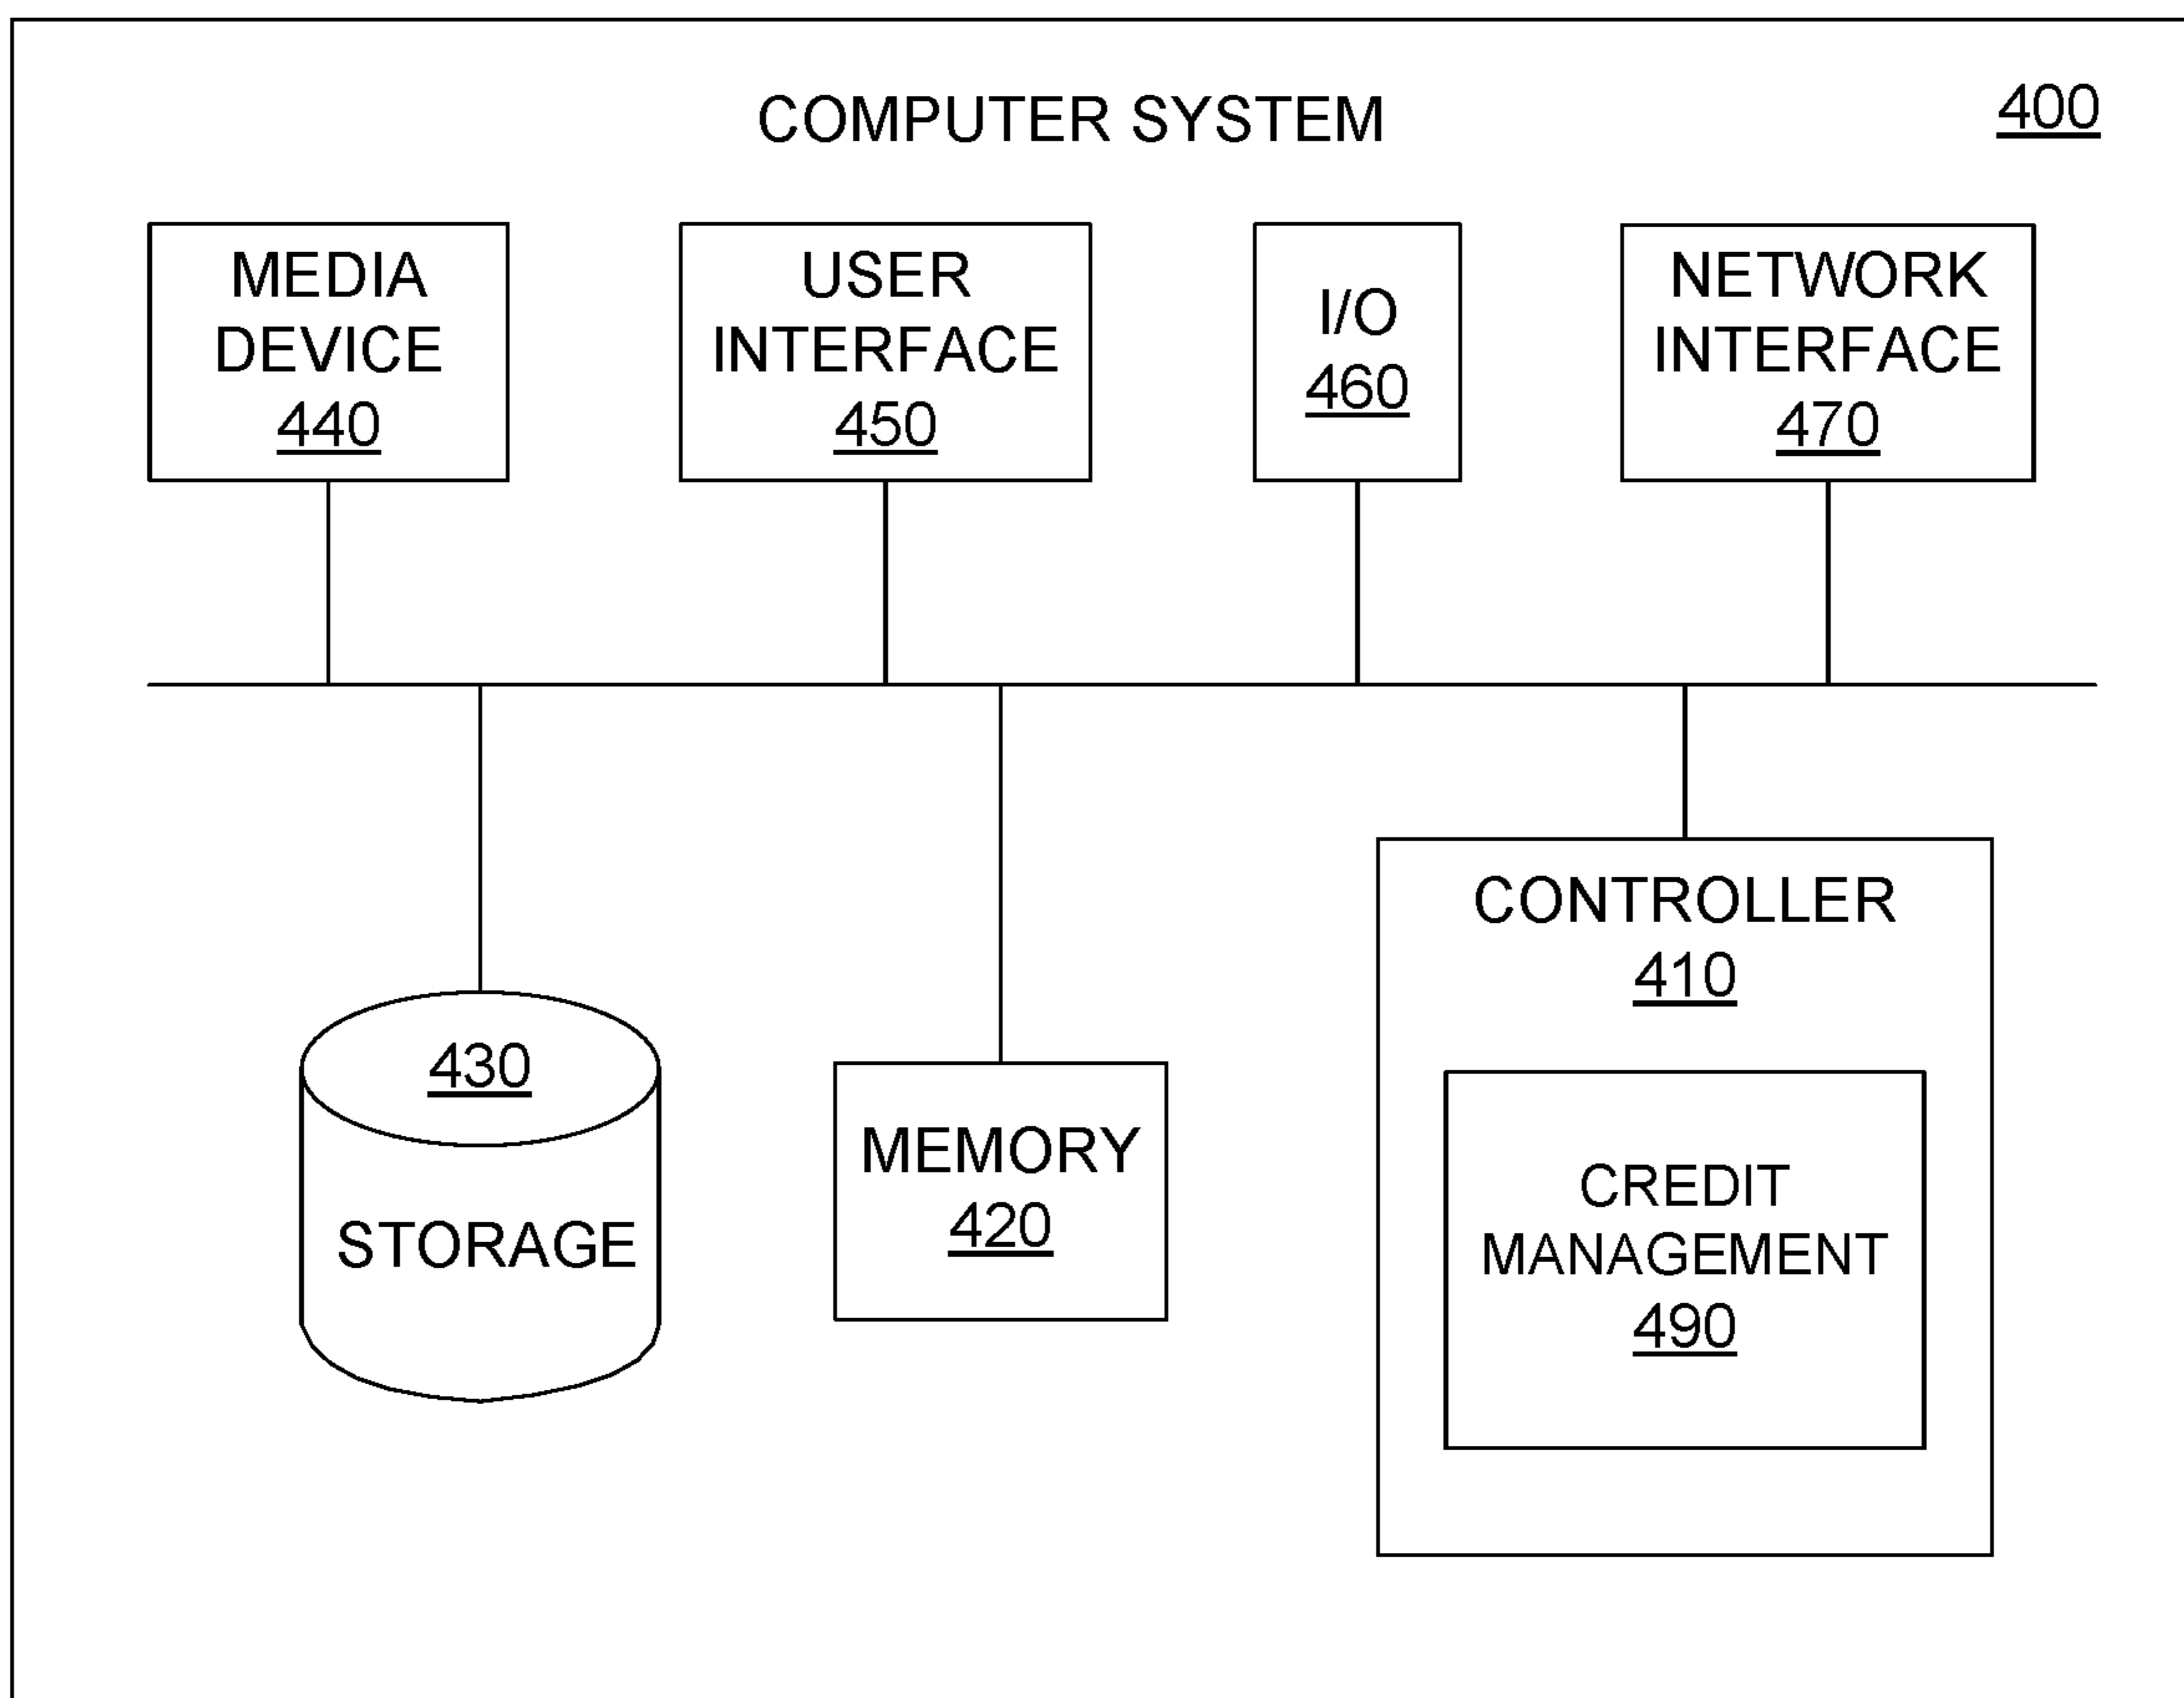 COMPUTER SYSTEM
400
MEDIA
DEVICE
440
USER
INTERFACE
450
I/O
460
NETWORK
INTERFACE
470
430
STORAGE
MEMORY
420
CONTROLLER
410
CREDIT
MANAGEMENT
490